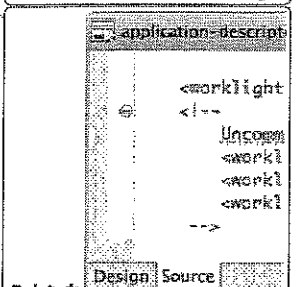 application-descript
<worklight
<!--
Uncomm
<workl
<workl
<workl
-->
Design Source